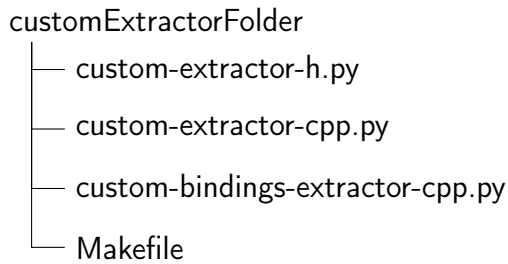 customExtractorFolder
custom-extractor-h.py
custom-extractor-cpp.py
custom-bindings-extractor-cpp.py
Makefile